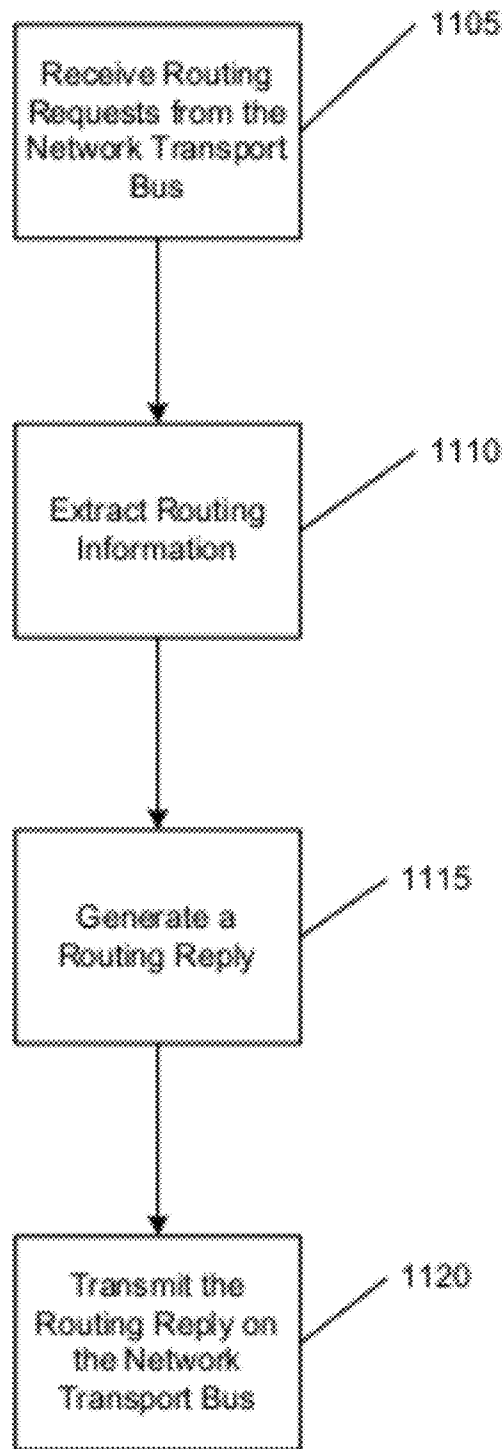 1105
Receive Routing
Requests from the
Network Transport
Bus
1110
Extract Routing
Information
1115
Generate a
Routing Reply
1120
Transmit the
Routing Reply on
the Network
Transport Bus